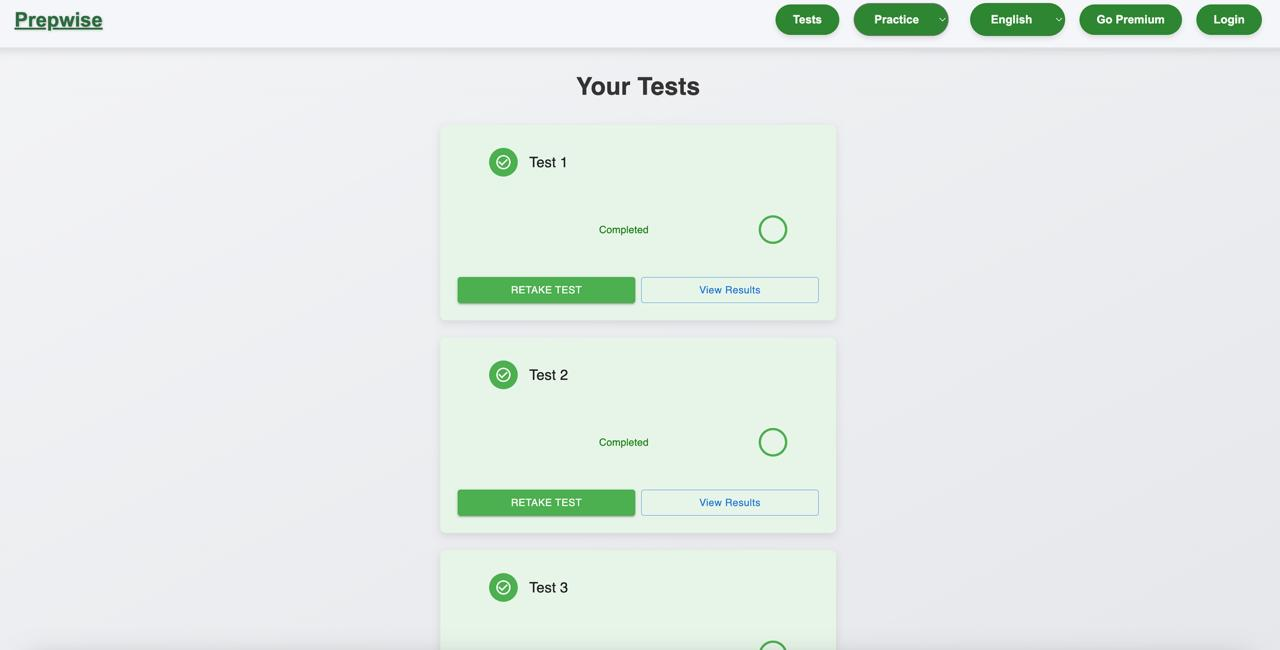 Prepwise
Tests
Practice
English
Go Premium
Login
Your Tests
Test 1
Completed
RETAKE TEST
View Results
Test 2
Completed
RETAKE TEST
View Results
Test 3